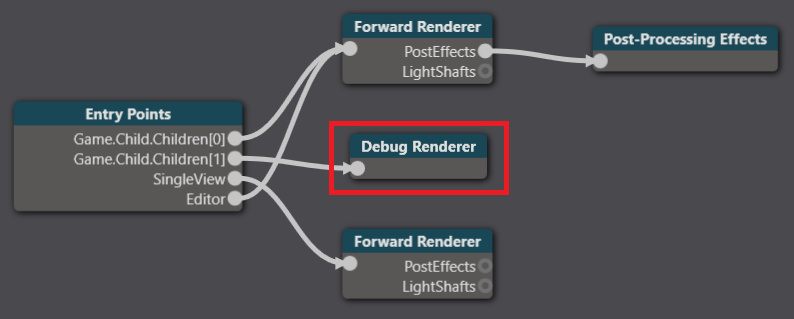 Forward Renderer
PostEffects
LightShafts
Post-Processing Effects
Entry Points
Game.Child.Children[0]
Game.Child.Children[1]
SingleView
Editor
Debug Renderer
Forward Renderer
PostEffects
LightShafts